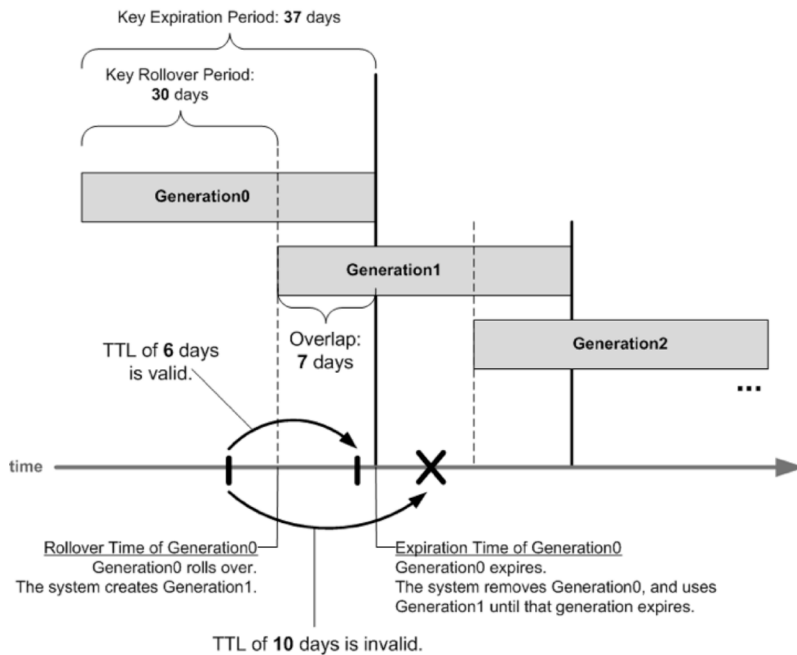 Key Expiration Period: 37 days
Key Rollover Period:
30 days
Generation0
Generation1
Overlap:
7 days
Generation2
...
TTL of 6 days
is valid.
time
Rollover Time of Generation0
Generation0 rolls over.
The system creates Generation1.
Expiration Time of Generation0
Generation0 expires.
The system removes Generation0, and uses
Generation1 until that generation expires.
TTL of 10 days is invalid.